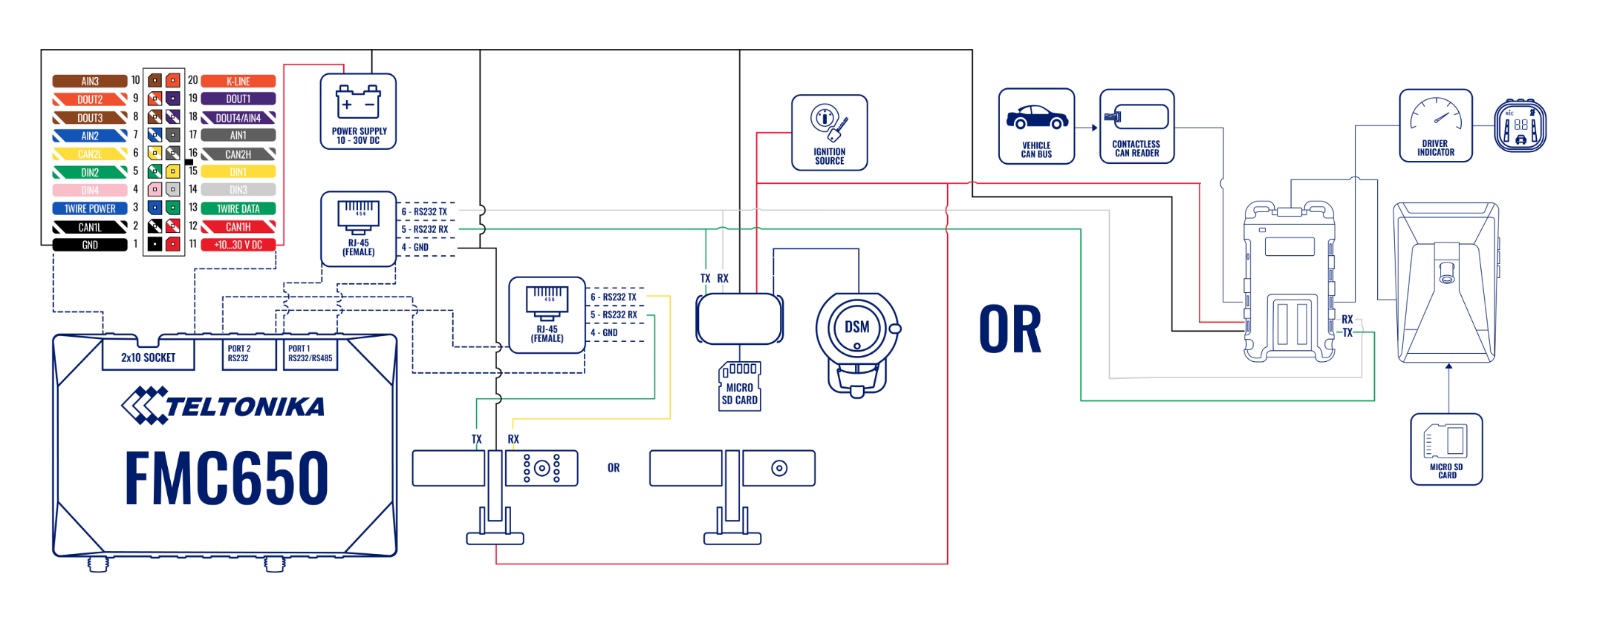 AIN3 10 20 K-LINE
DOUT2 9 19 DOUT1
DOUT3 8 18 DOUT4/AIN4
AIN2 7 17 AIN1
CAN2L 6 16 CAN2H
DIN2 5 15 DIN1
DIN4 4 14 DIN3
1WIRE POWER 3 13 1WIRE DATA
CAN1L 2 12 CAN1H
GND 1 11 +10...30 V DC
POWER SUPPLY
10 - 30V DC
456
RJ-45
(FEMALE)
6 - RS232 TX
5 - RS232 RX
4 - GND
456
RJ-45
(FEMALE)
6 - RS232 TX
5 - RS232 RX
4 - GND
2x10 SOCKET
PORT 2
RS232
PORT 1
RS232/RS485
TELTONIKA
FMC650
TX RX
OR
IGNITION
SOURCE
TX RX
MICRO
SD CARD
DSM
OR
VEHICLE
CAN BUS
CONTACTLESS
CAN READER
DRIVER
INDICATOR
88
RX
TX
MICRO SD
CARD